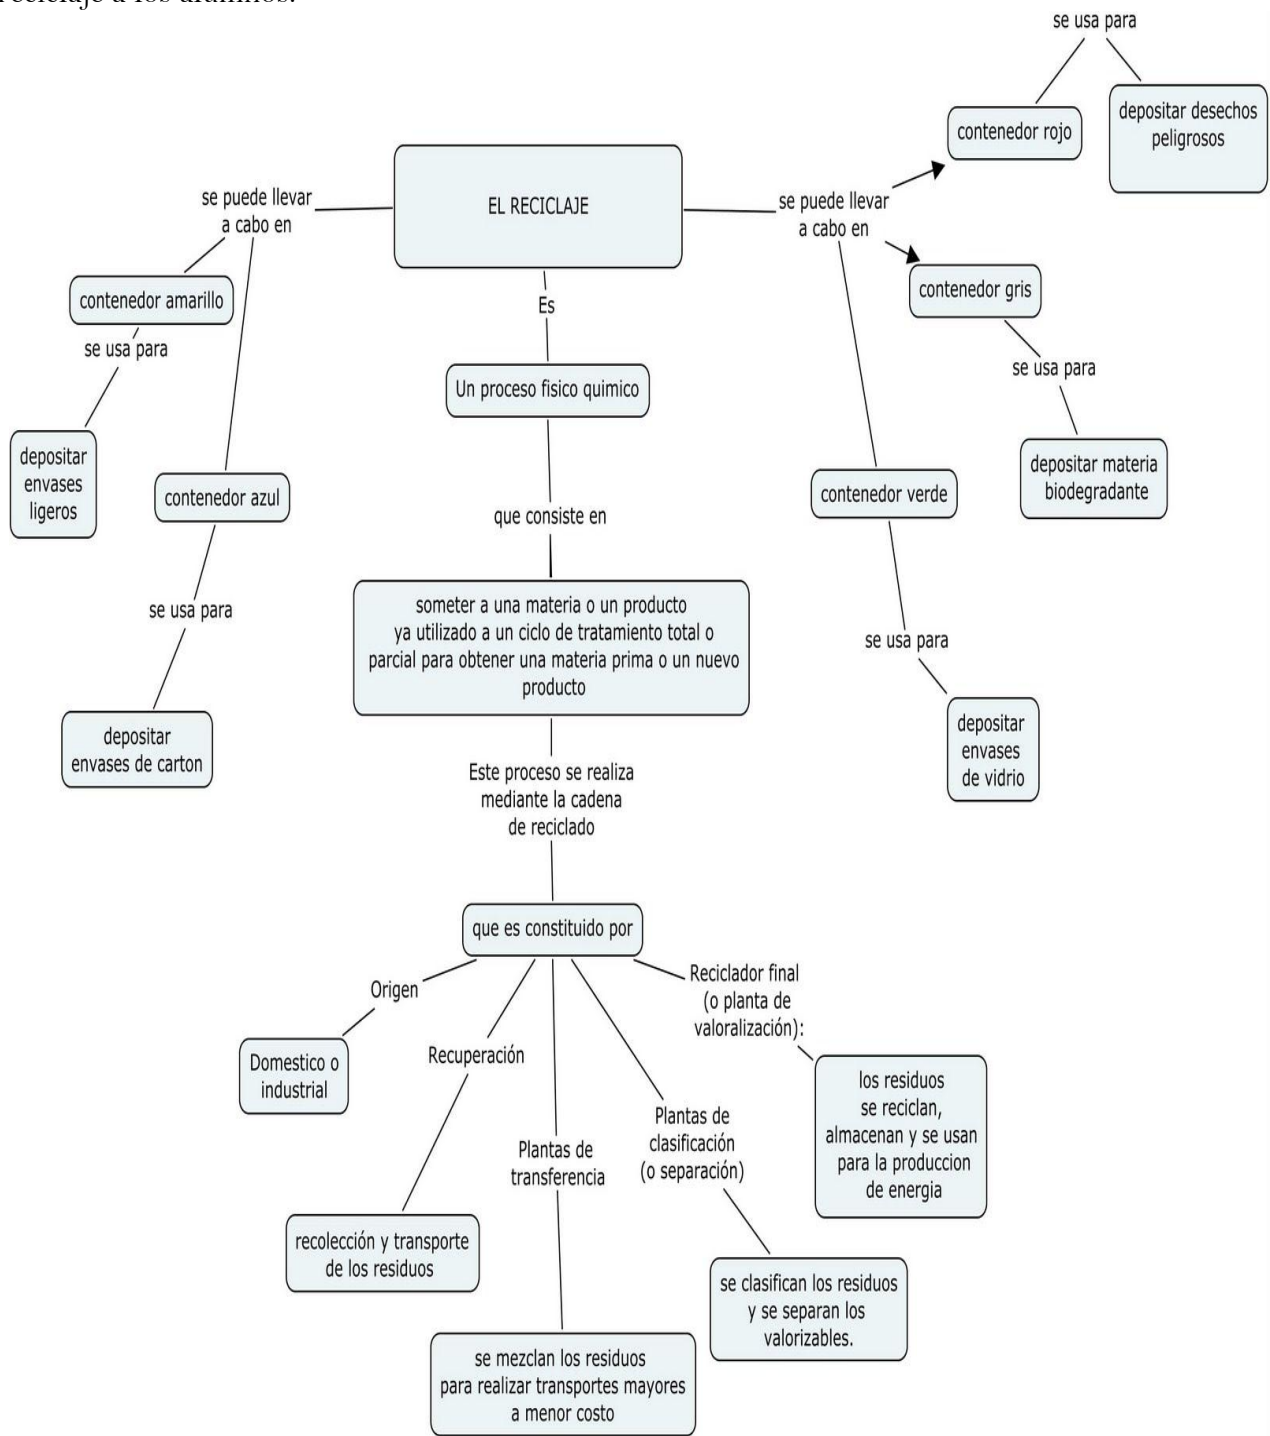 reciclaje a los alumnos.
se usa para
contenedor rojo
depositar desechos
peligrosos
EL RECICLAJE
se puede llevar
a cabo en
se puede llevar
a cabo en
contenedor amarillo
se usa para
depositar
envases
ligeros
contenedor azul
se usa para
depositar
envases de carton
Es
Un proceso fisico quimico
que consiste en
someter a una materia o un producto
ya utilizado a un ciclo de tratamiento total o
parcial para obtener una materia prima o un nuevo
producto
contenedor gris
se usa para
depositar materia
biodegradante
contenedor verde
se usa para
depositar
envases
de vidrio
Este proceso se realiza
mediante la cadena
de reciclado
que es constituido por
Origen
Domestico o
industrial
Recuperación
recolección y transporte
de los residuos
Plantas de
transferencia
se mezclan los residuos
para realizar transportes mayores
a menor costo
Plantas de
clasificación
(o separación)
se clasifican los residuos
y se separan los
valorizables.
Reciclador final
(o planta de
valoralización):
los residuos
se reciclan,
almacenan y se usan
para la produccion
de energia